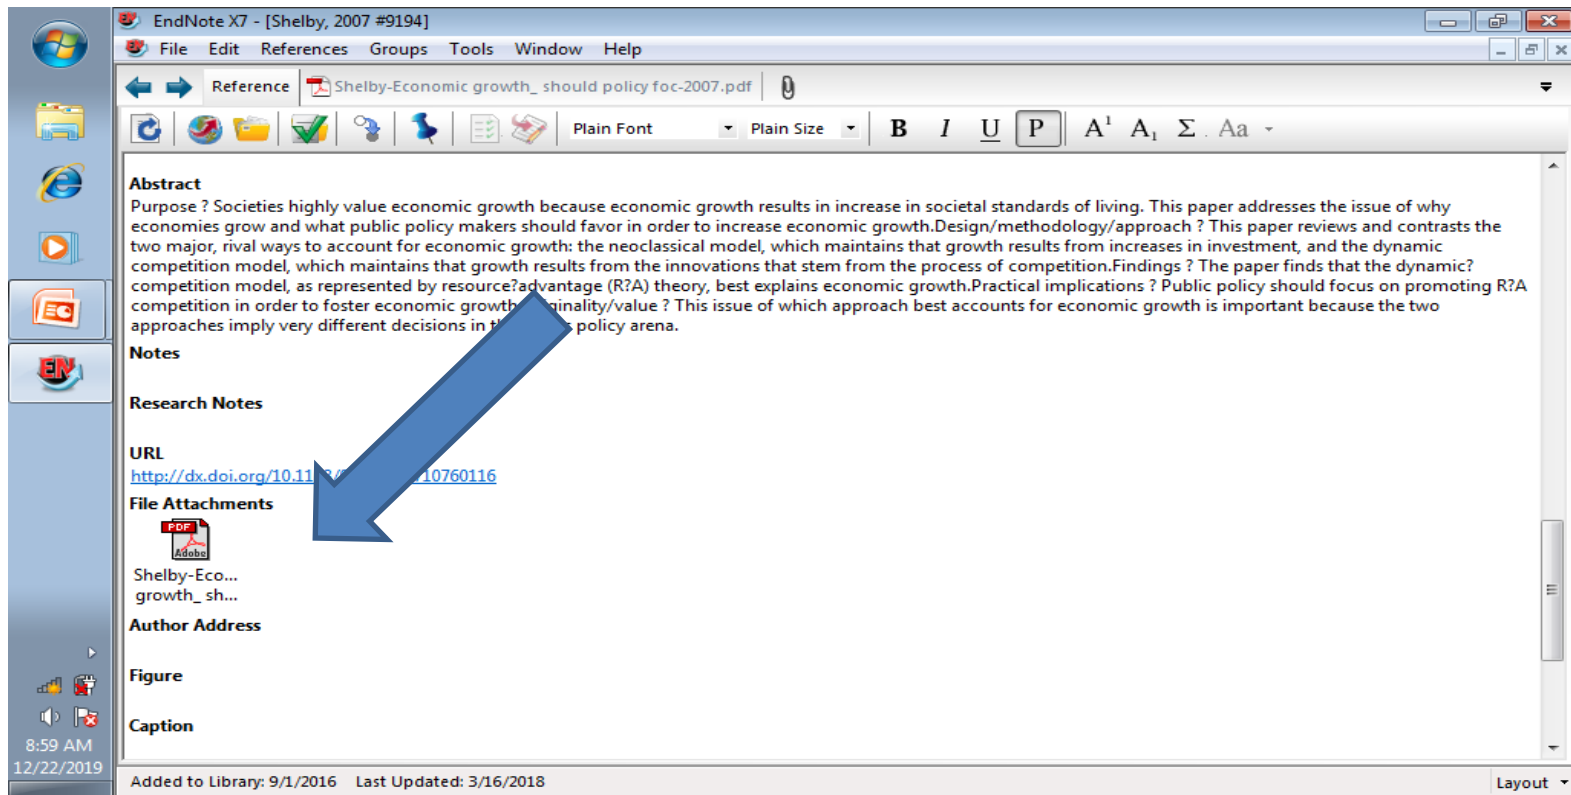 EndNote X7 - [Shelby, 2007 #9194]
File Edit References Groups Tools Window Help
Reference Shelby-Economic growth_ should policy foc-2007.pdf
Plain Font Plain Size B I U P A¹ A₁ Σ Aa
Abstract
Purpose ? Societies highly value economic growth because economic growth results in increase in societal standards of living. This paper addresses the issue of why
economies grow and what public policy makers should favor in order to increase economic growth.Design/methodology/approach ? This paper reviews and contrasts the
two major, rival ways to account for economic growth: the neoclassical model, which maintains that growth results from increases in investment, and the dynamic
competition model, which maintains that growth results from the innovations that stem from the process of competition.Findings ? The paper finds that the dynamic?
competition model, as represented by resource?advantage (R?A) theory, best explains economic growth.Practical implications ? Public policy should focus on promoting R?A
competition in order to foster economic ginality/value ? This issue of which approach best accounts for economic growth is important because the two
approaches imply very different decisions in policy arena.
Notes
Research Notes
URL
http://dx.doi.org/10.11 10760116
File Attachments
PDF
Adobe
Shelby-Eco...
growth_ sh...
Author Address
Figure
Caption
8:59 AM
12/22/2019
Added to Library: 9/1/2016 Last Updated: 3/16/2018 Layout